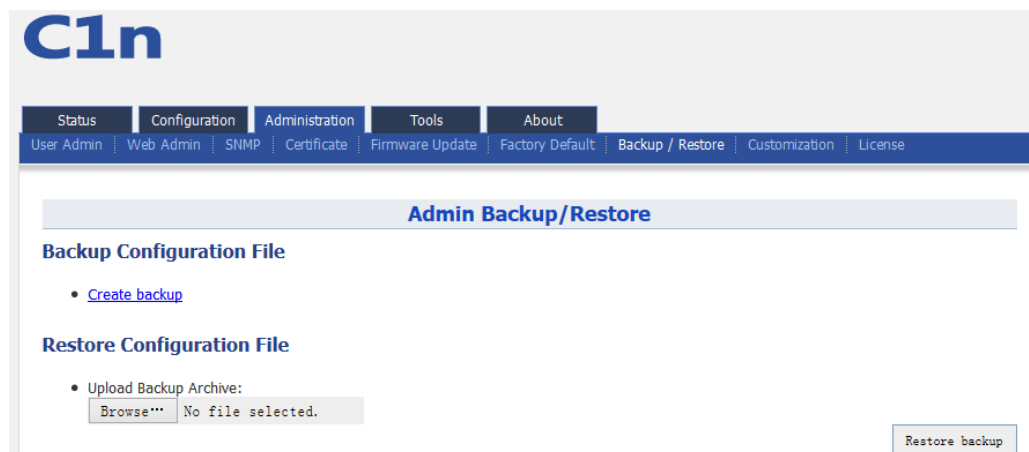 C1n
Status Configuration Administration Tools About
User Admin Web Admin SNMP Certificate Firmware Update Factory Default Backup / Restore Customization License
Admin Backup/Restore
Backup Configuration File
• Create backup
Restore Configuration File
• Upload Backup Archive:
Browse… No file selected.
Restore backup